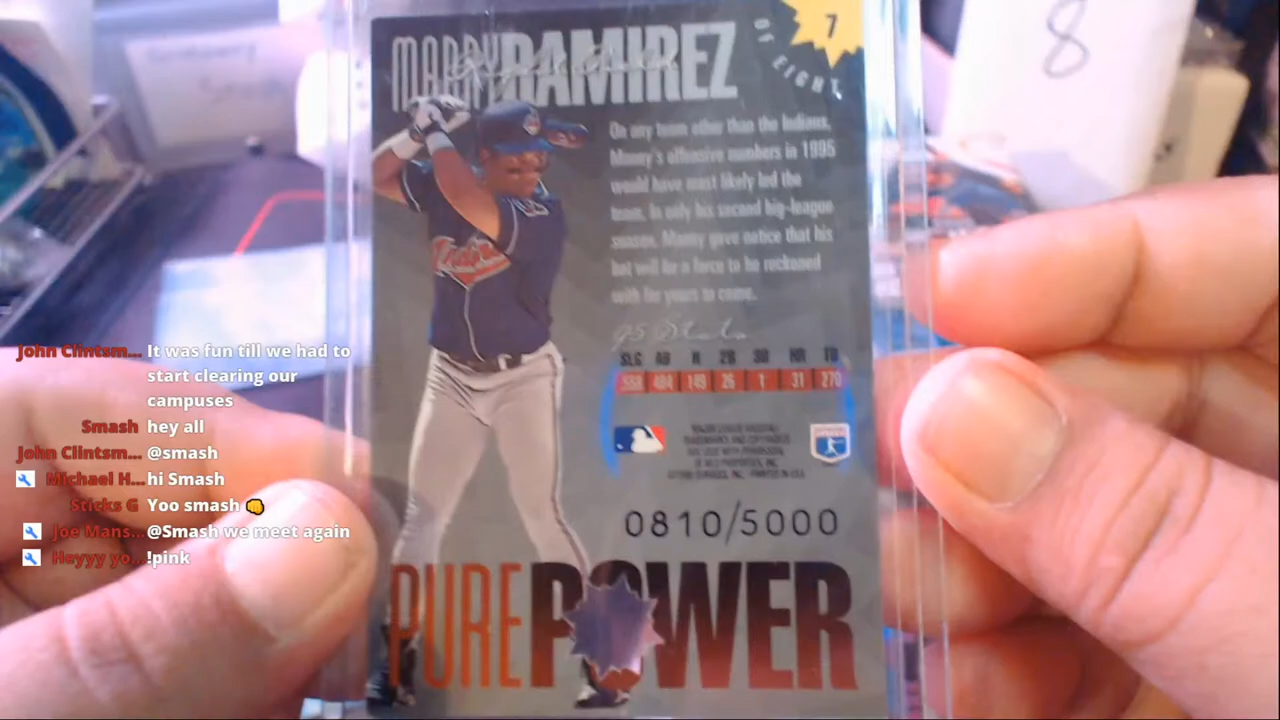 8
7
OF EIGHT
MANNY RAMIREZ
Right Field
On any team other than the Indians,
Manny's offensive numbers in 1995
would have most likely led the
team. In only his second big-league
season, Manny gave notice that his
bat will be a force to be reckoned
with for years to come.
95 Stats
SLG AB H 2B 3B HR TB
.558 484 149 26 1 31 270
Indians
MAJOR LEAGUE BASEBALL
0810/5000
PURE POWER
John Clintsm... It was fun till we had to
start clearing our
campuses
Smash hey all
John Clintsm... @smash
Michael H... hi Smash
Sticks G Yoo smash 👊
Joe Mans... @Smash we meet again
Heyyy yo... !pink